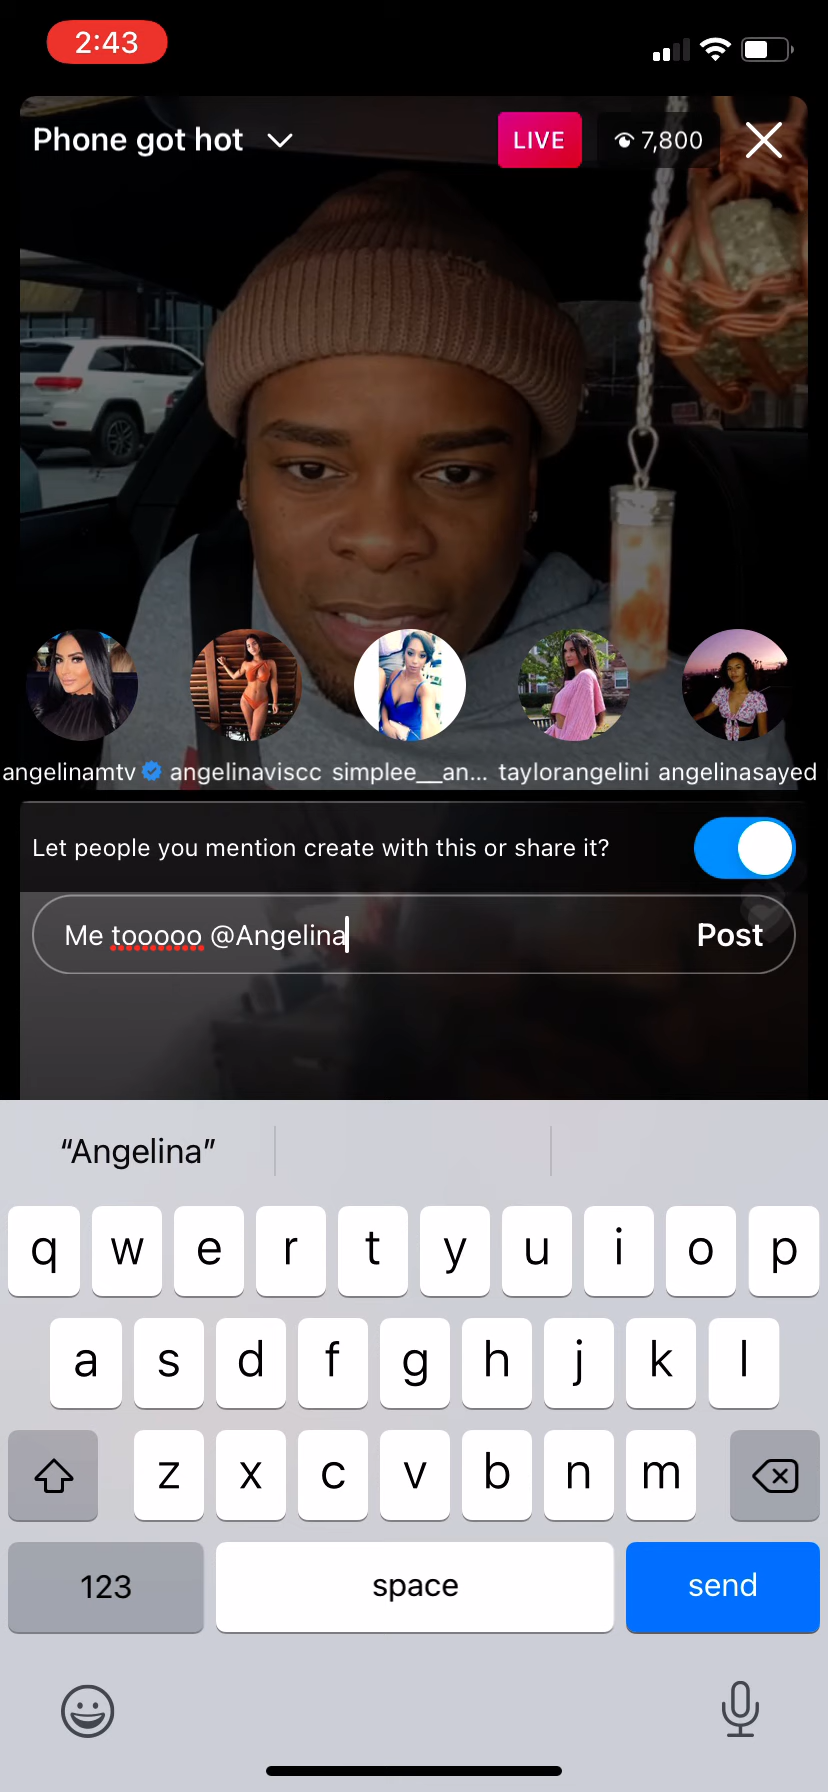 2:43
Phone got hot LIVE 7,800
angelinamtv angelinaviscc simplee__an... taylorangelini angelinasayed
Let people you mention create with this or share it?
Me tooooo @Angelina Post
“Angelina”
q w e r t y u i o p
a s d f g h j k l
z x c v b n m
123 space send